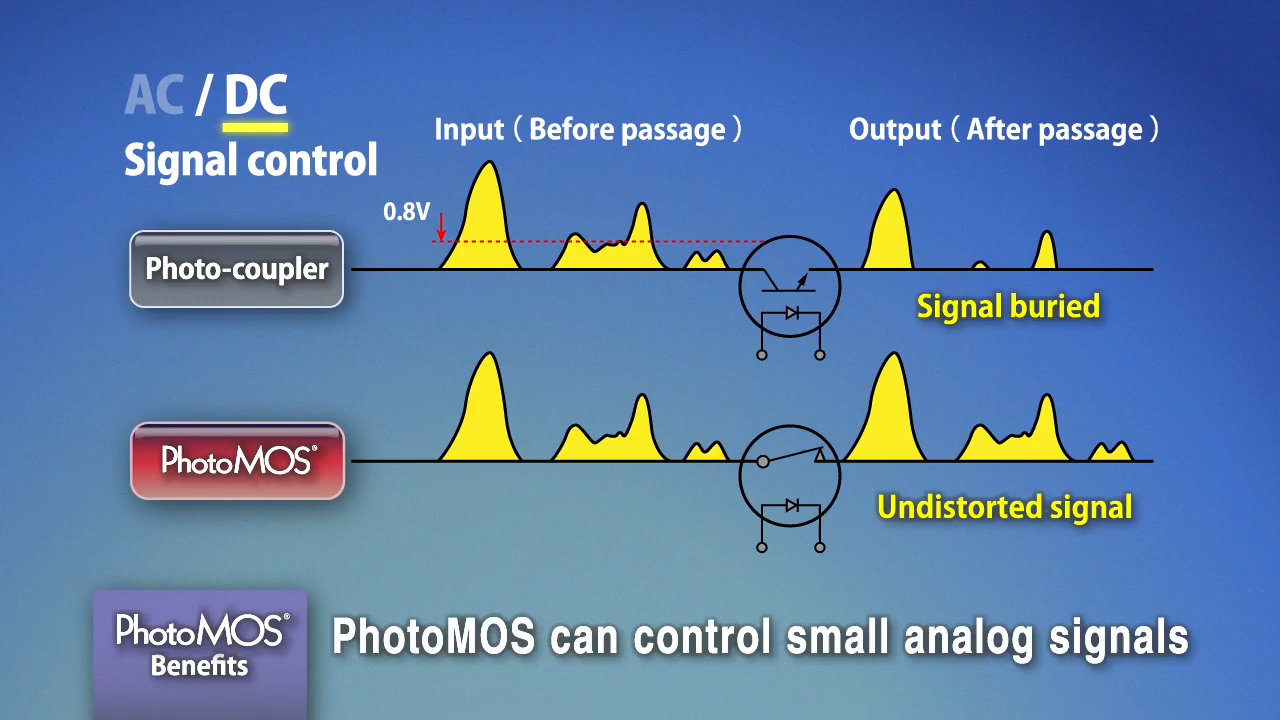 AC / DC
Signal control
Input ( Before passage )
Output ( After passage )
0.8V
Photo-coupler
Signal buried
PhotoMOS®
Undistorted signal
PhotoMOS®
Benefits
PhotoMOS can control small analog signals